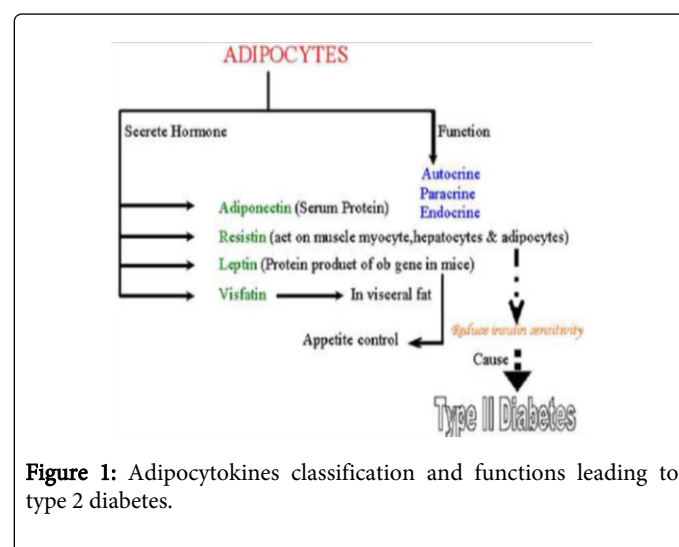 ADIPOCYTES
Secrete Hormone
Function
Autocrine
Paracrine
Endocrine
Adiponectin (Serum Protein)
Resistin (act on muscle myocyte,hepatocytes & adipocytes)
Leptin (Protein product of ob gene in mice)
Visfatin In visceral fat
Reduce insulin sensitivity
Appetite control
Cause
Type II Diabetes
Figure 1: Adipocytokines classification and functions leading to
type 2 diabetes.